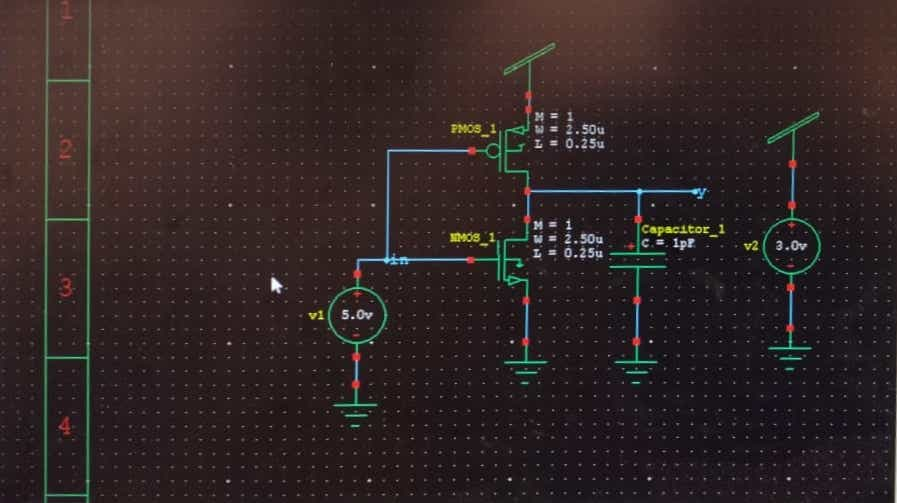 1
2
3
4
PMOS_1
M = 1
W = 2.50u
L = 0.25u
y
NMOS_1
M = 1
W = 2.50u
L = 0.25u
Capacitor_1
C = 1pF
in
v1
5.0v
v2
3.0v